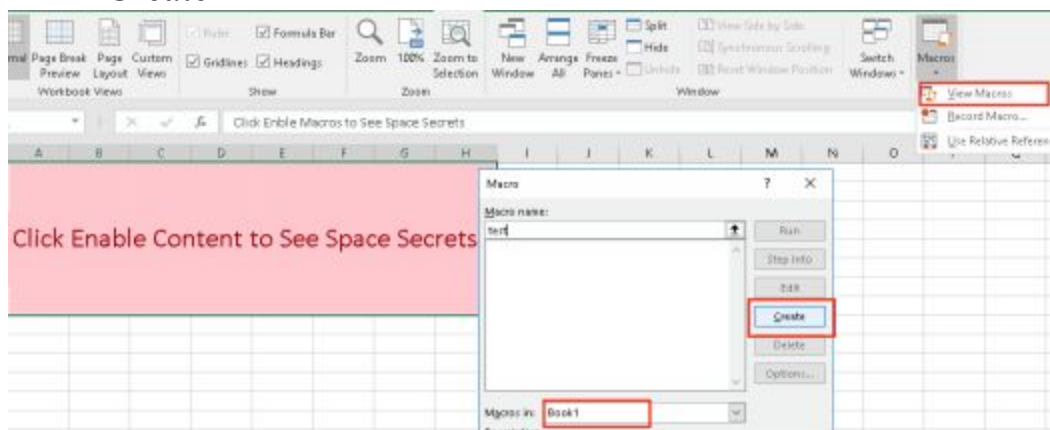 Page Break Preview
Page Layout
Custom Views
Workbook Views
Ruler
Formula Bar
Gridlines
Headings
Show
Zoom
100%
Zoom to Selection
Zoom
New Window
Arrange All
Freeze Panes
Split
Hide
Unhide
View Side by Side
Synchronous Scrolling
Reset Window Position
Window
Switch Windows
Macros
View Macros
Record Macro...
Use Relative Referen
Click Enble Macros to See Space Secrets
A B C D E F G H I J K L M N O
Click Enable Content to See Space Secrets
Macro ? X
Macro name:
test
Run
Step Into
Edit
Create
Delete
Options...
Macros in: Book1